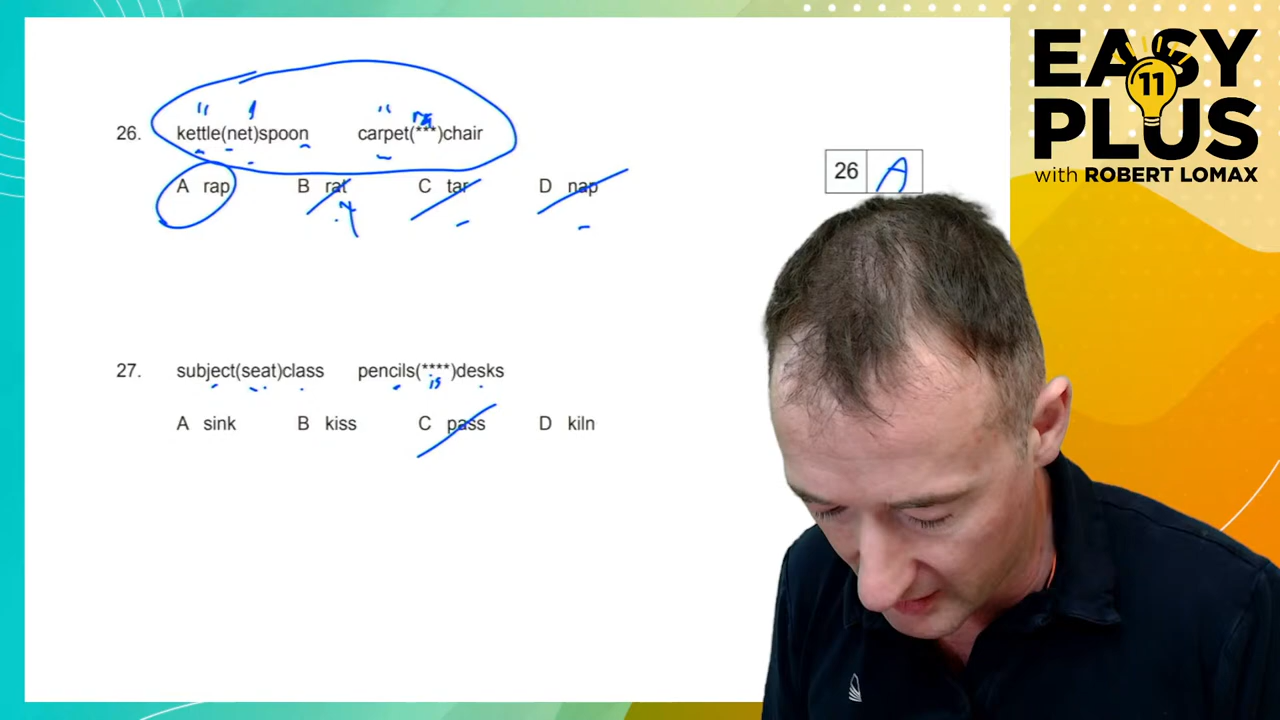 EASY
11
PLUS
with ROBERT LOMAX
26. kettle(net)spoon carpet(***)chair
A rap B rat C tar D nap
26 A
27. subject(seat)class pencils(****)desks
is
A sink B kiss C pass D kiln